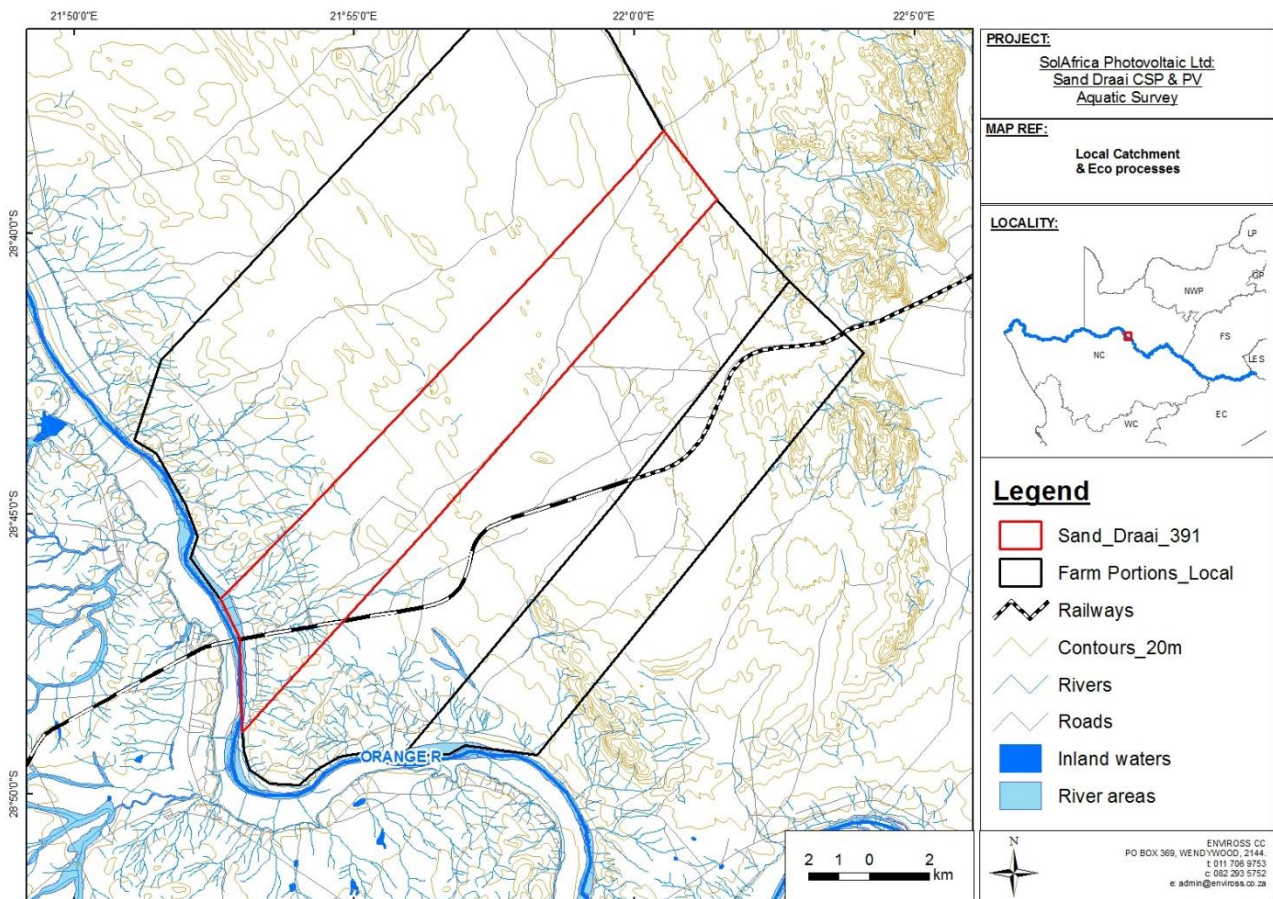 21°50'0"E
21°55'0"E
22°0'0"E
22°5'0"E
28°40'0"S
28°45'0"S
28°50'0"S
ORANGE R
2 1 0 2
km
PROJECT:
SolAfrica Photovoltaic Ltd:
Sand Draai CSP & PV
Aquatic Survey
MAP REF:
Local Catchment
& Eco processes
LOCALITY:
LP
GP
NWP
FS
LES
NC
EC
WC
Legend
Sand_Draai_391
Farm Portions_Local
Railways
Contours_20m
Rivers
Roads
Inland waters
River areas
N
ENVIROSS CC
PO BOX 369, WENDYWOOD, 2144.
t: 011 706 9753
c: 082 293 5752
e: admin@enviross.co.za